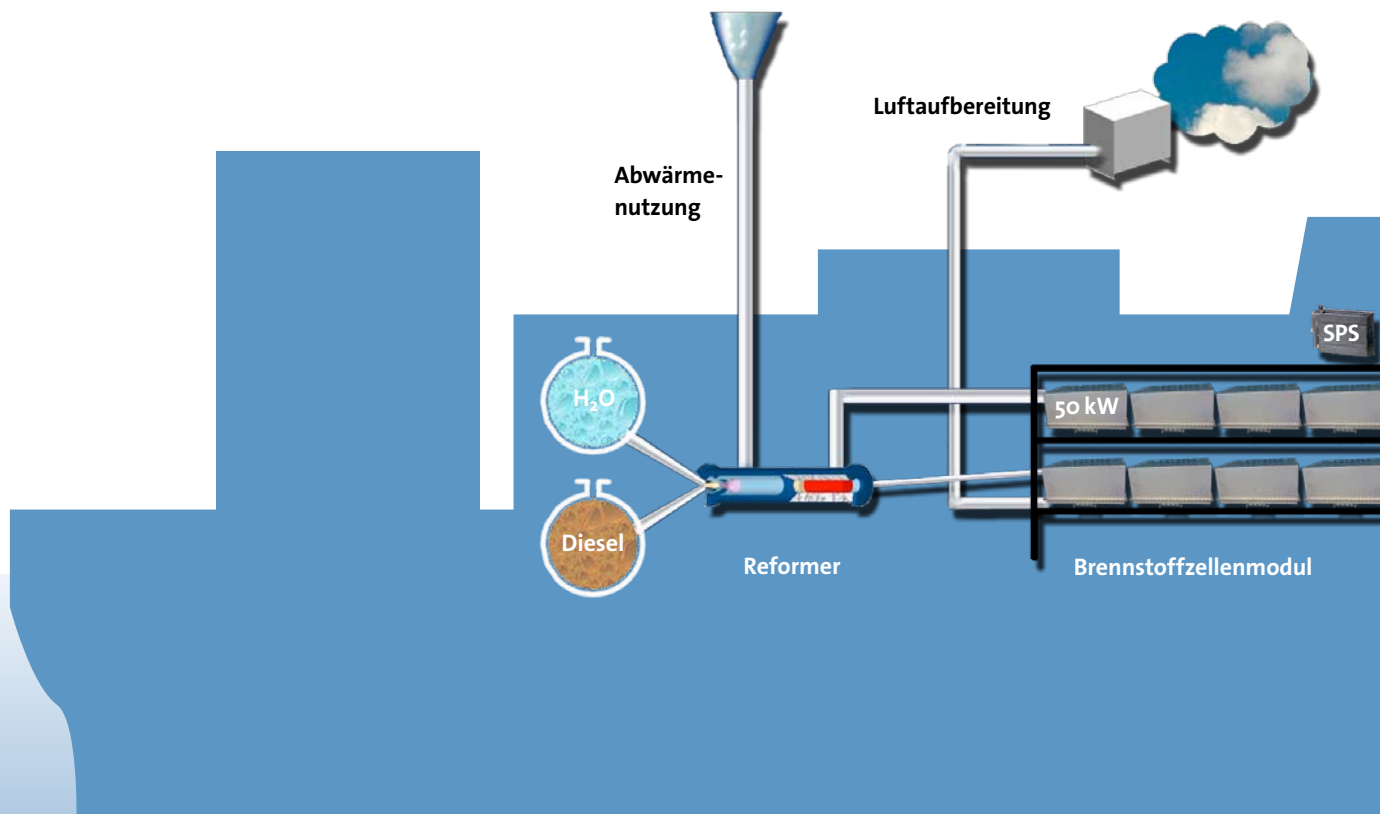 Luftaufbereitung
Abwärme-
nutzung
SPS
H₂O
50 kW
Diesel
Reformer
Brennstoffzellenmodul